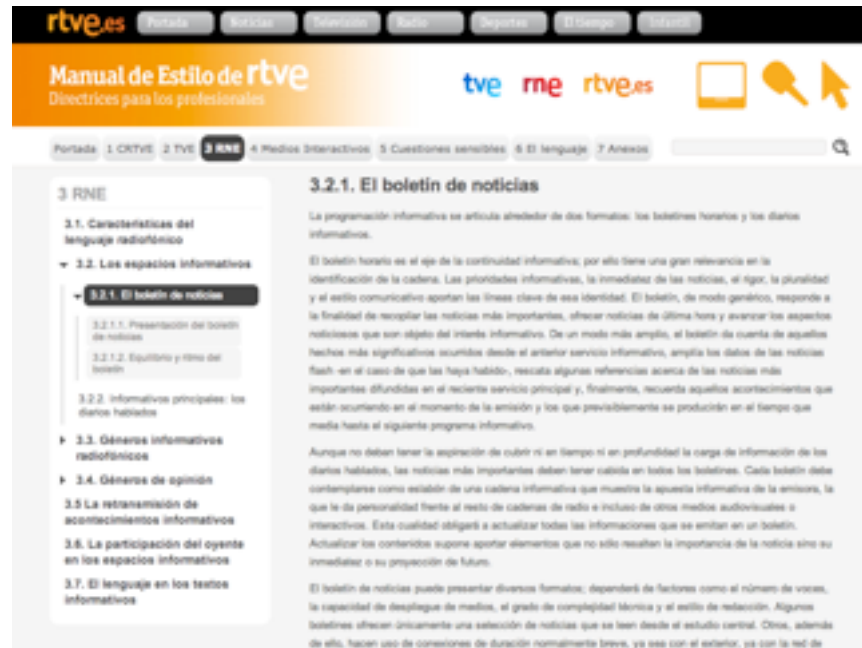 rtve.es Portada Noticias Televisión Radio Deportes El tiempo Infantil
Manual de Estilo de rtve
Directrices para los profesionales
tve rne rtve.es
Portada 1 CRTVE 2 TVE 3 RNE 4 Medios Interactivos 5 Cuestiones sensibles 6 El lenguaje 7 Anexos
3 RNE
3.1. Características del
lenguaje radiofónico
3.2. Los espacios informativos
3.2.1. El boletín de noticias
3.2.1.1. Presentación del boletín
de noticias
3.2.1.2. Equilibrio y ritmo del
boletín
3.2.2. Informativos principales: los
diarios hablados
3.3. Géneros informativos
radiofónicos
3.4. Géneros de opinión
3.5 La retransmisión de
acontecimientos informativos
3.6. La participación del oyente
en los espacios informativos
3.7. El lenguaje en los textos
informativos
3.2.1. El boletín de noticias
La programación informativa se articula alrededor de dos formatos: los boletines horarios y los diarios
informativos.
El boletín horario es el eje de la continuidad informativa; por ello tiene una gran relevancia en la
identificación de la cadena. Las prioridades informativas, la inmediatez de las noticias, el rigor, la pluralidad
y el estilo comunicativo aportan las líneas clave de esa identidad. El boletín, de modo genérico, responde a
la finalidad de recopilar las noticias más importantes, ofrecer noticias de última hora y avanzar los aspectos
noticiosos que son objeto del interés informativo. De un modo más amplio, el boletín da cuenta de aquellos
hechos más significativos ocurridos desde el anterior servicio informativo, amplía los datos de las noticias
flash -en el caso de que las haya habido-, rescata algunas referencias acerca de las noticias más
importantes difundidas en el reciente servicio principal y, finalmente, recuerda aquellos acontecimientos que
están ocurriendo en el momento de la emisión y los que previsiblemente se producirán en el tiempo que
media hasta el siguiente programa informativo.
Aunque no deban tener la aspiración de cubrir ni en tiempo ni en profundidad la carga de información de los
diarios hablados, las noticias más importantes deben tener cabida en todos los boletines. Cada boletín debe
contemplarse como eslabón de una cadena informativa que muestra la apuesta informativa de la emisora, la
que le da personalidad frente al resto de cadenas de radio e incluso de otros medios audiovisuales o
interactivos. Esta cualidad obligará a actualizar todas las informaciones que se emitan en un boletín.
Actualizar los contenidos supone aportar elementos que no sólo resalten la importancia de la noticia sino su
inmediatez o su proyección de futuro.
El boletín de noticias puede presentar diversos formatos; dependerá de factores como el número de voces,
la capacidad de despliegue de medios, el grado de complejidad técnica y el estilo de redacción. Algunos
boletines ofrecen únicamente una selección de noticias que se leen desde el estudio central. Otros, además
de ello, hacen uso de conexiones de duración normalmente breve, ya sea con el exterior, ya con la red de